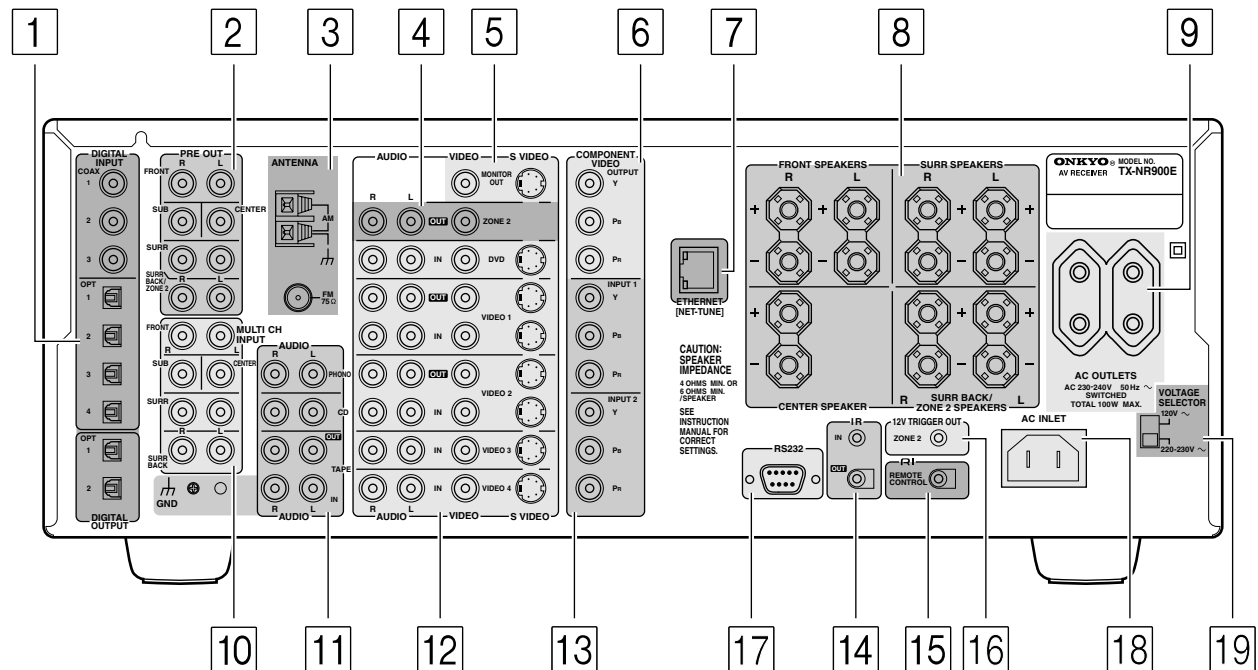 1 2 3 4 5 6 7 8 9
DIGITAL
INPUT
COAX
1
2
3
OPT
1
2
3
4
OPT
1
2
DIGITAL
OUTPUT
PRE OUT
R L
FRONT
SUB CENTER
SURR
SURR
BACK/
ZONE 2
R L
FRONT
MULTI CH
INPUT
R L
SUB CENTER
SURR
R L
SURR
BACK
GND
ANTENNA
AM
FM
75Ω
AUDIO
R L
PHONO
CD
OUT
TAPE
IN
R L
AUDIO
AUDIO VIDEO S VIDEO
MONITOR
OUT
R L
OUT ZONE 2
IN DVD
OUT
VIDEO 1
IN
OUT
VIDEO 2
IN
IN VIDEO 3
IN VIDEO 4
R L
AUDIO VIDEO S VIDEO
COMPONENT
VIDEO
OUTPUT
Y
PB
PR
INPUT 1
Y
PB
PR
INPUT 2
Y
PB
PR
ETHERNET
[NET-TUNE]
CAUTION:
SPEAKER
IMPEDANCE
4 OHMS MIN. OR
6 OHMS MIN.
/SPEAKER
SEE
INSTRUCTION
MANUAL FOR
CORRECT
SETTINGS.
FRONT SPEAKERS SURR SPEAKERS
R L R L
+ + + +
− − − −
+ + +
− − −
CENTER SPEAKER
R SURR BACK/ L
ZONE 2 SPEAKERS
ONKYO® MODEL NO.
AV RECEIVER TX-NR900E
AC OUTLETS
AC 230-240V 50 Hz ~
SWITCHED
TOTAL 100W MAX.
VOLTAGE
SELECTOR
120V ~
220-230V ~
AC INLET
RS232
IR
IN
OUT
12V TRIGGER OUT
ZONE 2
RI
REMOTE
CONTROL
10 11 12 13 17 14 15 16 18 19